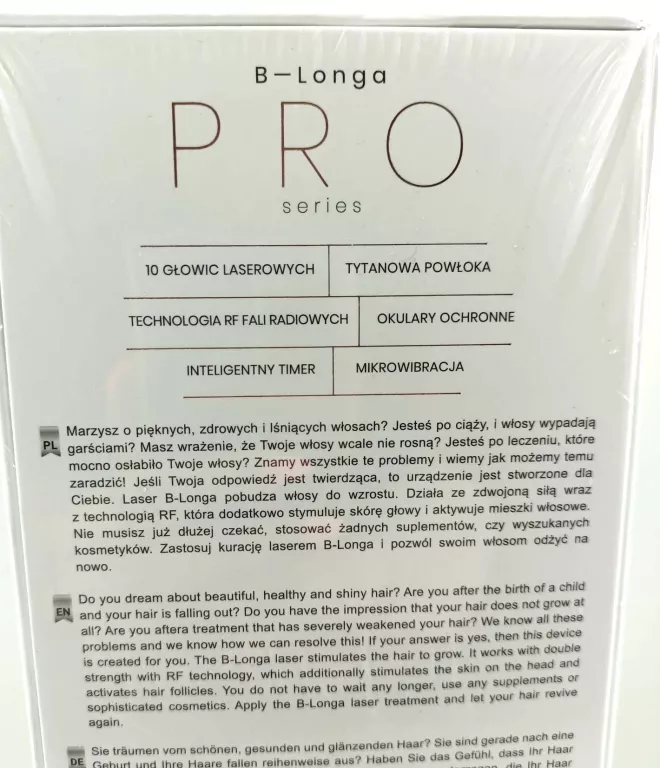 B–Longa
PRO
series
10 GŁOWIC LASEROWYCH
TYTANOWA POWŁOKA
TECHNOLOGIA RF FALI RADIOWYCH
OKULARY OCHRONNE
INTELIGENTNY TIMER
MIKROWIBRACJA
PL
Marzysz o pięknych, zdrowych i lśniących włosach? Jesteś po ciąży, i włosy wypadają
garściami? Masz wrażenie, że Twoje włosy wcale nie rosną? Jesteś po leczeniu, które
mocno osłabiło Twoje włosy? Znamy wszystkie te problemy i wiemy jak możemy temu
zaradzić! Jeśli Twoja odpowiedź jest twierdząca, to urządzenie jest stworzone dla
Ciebie. Laser B-Longa pobudza włosy do wzrostu. Działa ze zdwojoną siłą wraz
z technologią RF, która dodatkowo stymuluje skórę głowy i aktywuje mieszki włosowe.
Nie musisz już dłużej czekać, stosować żadnych suplementów, czy wyszukanych
kosmetyków. Zastosuj kurację laserem B-Longa i pozwól swoim włosom odżyć na
nowo.
EN
Do you dream about beautiful, healthy and shiny hair? Are you after the birth of a child
and your hair is falling out? Do you have the impression that your hair does not grow at
all? Are you aftera treatment that has severely weakened your hair? We know all these
problems and we know how we can resolve this! If your answer is yes, then this device
is created for you. The B-Longa laser stimulates the hair to grow. It works with double
strength with RF technology, which additionally stimulates the skin on the head and
activates hair follicles. You do not have to wait any longer, use any supplements or
sophisticated cosmetics. Apply the B-Longa laser treatment and let your hair revive
again.
DE
Sie träumen vom schönen, gesunden und glänzenden Haar? Sie sind gerade nach eine
Geburt und Ihre Haare fallen reihenweise aus? Haben Sie das Gefühl, dass Ihr Haar
die Ihr Haar